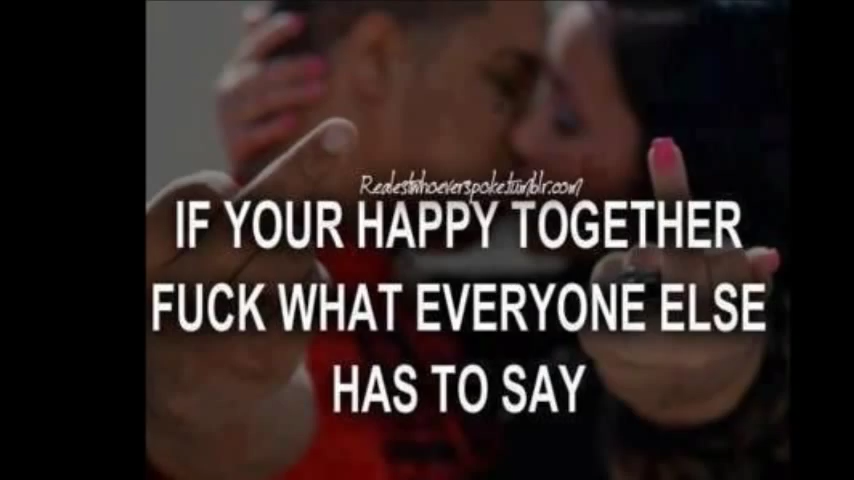 Realestwhoeverspoke.tumblr.com
IF YOUR HAPPY TOGETHER
FUCK WHAT EVERYONE ELSE
HAS TO SAY